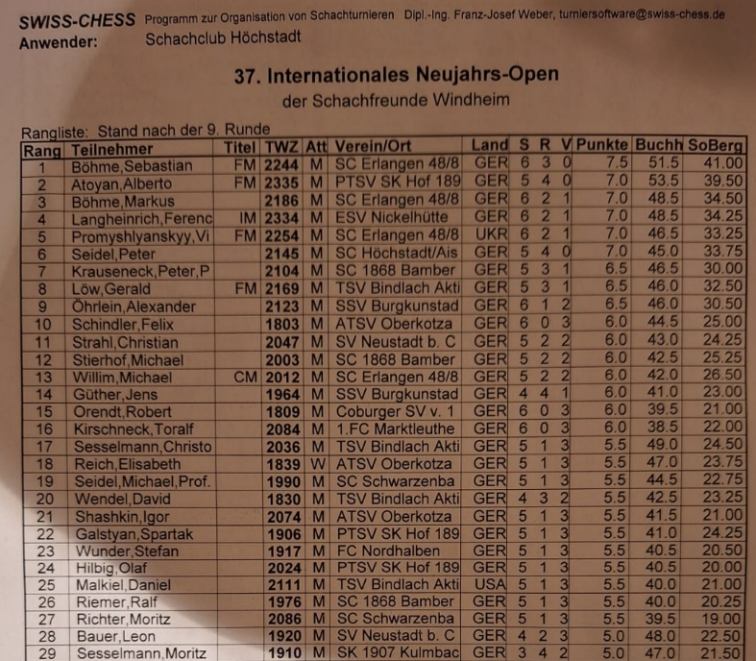 SWISS-CHESS Programm zur Organisation von Schachturnieren Dipl.-Ing. Franz-Josef Weber, turniersoftware@swiss-chess.de
Anwender: Schachclub Höchstadt
37. Internationales Neujahrs-Open
der Schachfreunde Windheim
Rangliste: Stand nach der 9. Runde
Rang Teilnehmer Titel TWZ Att Verein/Ort Land S R V Punkte Buchh SoBerg
1 Böhme,Sebastian FM 2244 M SC Erlangen 48/8 GER 6 3 0 7.5 51.5 41.00
2 Atoyan,Alberto FM 2335 M PTSV SK Hof 189 GER 5 4 0 7.0 53.5 39.50
3 Böhme,Markus 2186 M SC Erlangen 48/8 GER 6 2 1 7.0 48.5 34.50
4 Langheinrich,Ferenc IM 2334 M ESV Nickelhütte GER 6 2 1 7.0 48.5 34.25
5 Promyshlyanskyy,Vi FM 2254 M SC Erlangen 48/8 UKR 6 2 1 7.0 46.5 33.25
6 Seidel,Peter 2145 M SC Höchstadt/Ais GER 5 4 0 7.0 45.0 33.75
7 Krauseneck,Peter,P 2104 M SC 1868 Bamber GER 5 3 1 6.5 46.5 30.00
8 Löw,Gerald FM 2169 M TSV Bindlach Akti GER 5 3 1 6.5 46.0 32.50
9 Öhrlein,Alexander 2123 M SSV Burgkunstad GER 6 1 2 6.5 46.0 30.50
10 Schindler,Felix 1803 M ATSV Oberkotza GER 6 0 3 6.0 44.5 25.00
11 Strahl,Christian 2047 M SV Neustadt b. C GER 5 2 2 6.0 43.0 24.25
12 Stierhof,Michael 2003 M SC 1868 Bamber GER 5 2 2 6.0 42.5 25.25
13 Willim,Michael CM 2012 M SC Erlangen 48/8 GER 5 2 2 6.0 42.0 26.50
14 Güther,Jens 1964 M SSV Burgkunstad GER 4 4 1 6.0 41.0 23.00
15 Orendt,Robert 1809 M Coburger SV v. 1 GER 6 0 3 6.0 39.5 21.00
16 Kirschneck,Toralf 2084 M 1.FC Marktleuthe GER 6 0 3 6.0 38.5 22.00
17 Sesselmann,Christo 2036 M TSV Bindlach Akti GER 5 1 3 5.5 49.0 24.50
18 Reich,Elisabeth 1839 W ATSV Oberkotza GER 5 1 3 5.5 47.0 23.75
19 Seidel,Michael,Prof. 1990 M SC Schwarzenba GER 5 1 3 5.5 44.5 22.75
20 Wendel,David 1830 M TSV Bindlach Akti GER 4 3 2 5.5 42.5 23.25
21 Shashkin,Igor 2074 M ATSV Oberkotza GER 5 1 3 5.5 41.5 21.00
22 Galstyan,Spartak 1906 M PTSV SK Hof 189 GER 5 1 3 5.5 41.0 24.25
23 Wunder,Stefan 1917 M FC Nordhalben GER 5 1 3 5.5 40.5 20.50
24 Hilbig,Olaf 2024 M PTSV SK Hof 189 GER 5 1 3 5.5 40.5 20.00
25 Malkiel,Daniel 2111 M TSV Bindlach Akti USA 5 1 3 5.5 40.0 21.00
26 Riemer,Ralf 1976 M SC 1868 Bamber GER 5 1 3 5.5 40.0 20.25
27 Richter,Moritz 2086 M SC Schwarzenba GER 5 1 3 5.5 39.5 19.00
28 Bauer,Leon 1920 M SV Neustadt b. C GER 4 2 3 5.0 48.0 22.50
29 Sesselmann,Moritz 1910 M SK 1907 Kulmbac GER 3 4 2 5.0 47.0 21.50